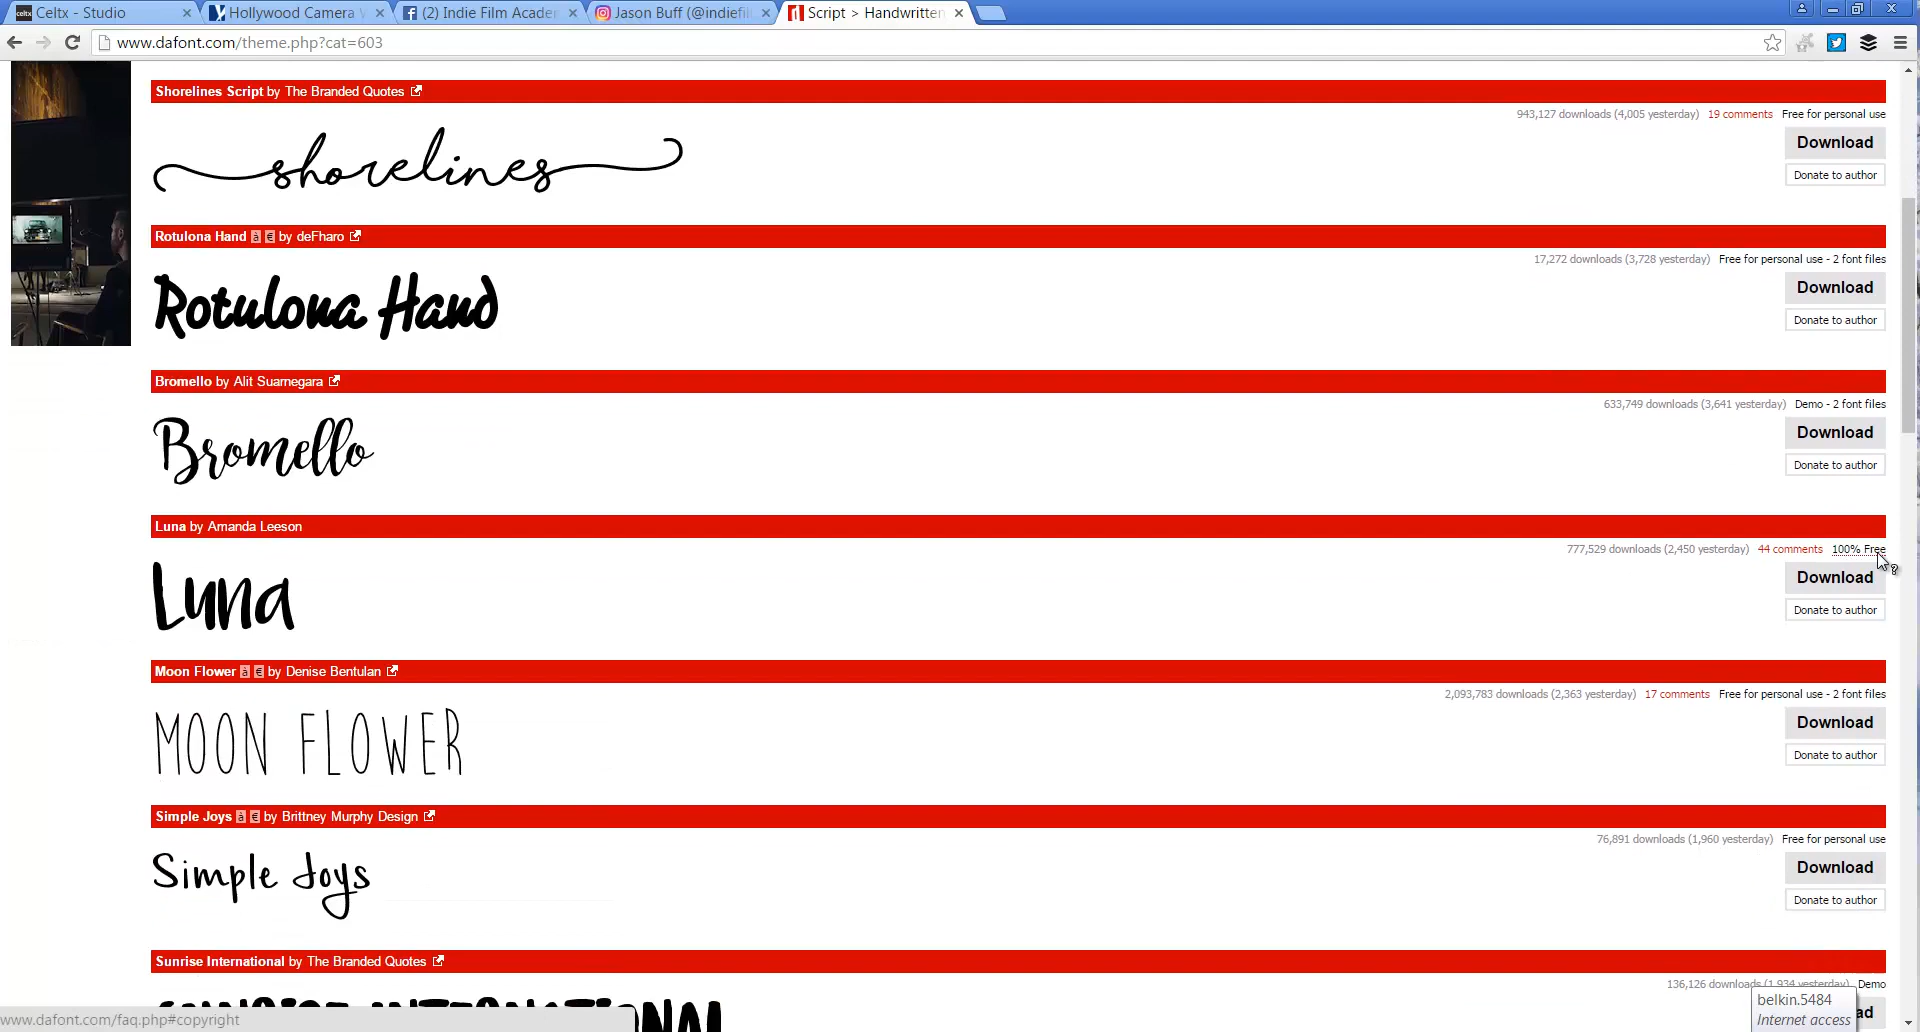 Celtx - Studio
Hollywood Camera
(2) Indie Film Acade
Jason Buff (@indiefil
Script > Handwritten
www.dafont.com/theme.php?cat=603
Shorelines Script by The Branded Quotes
943,127 downloads (4,005 yesterday) 19 comments Free for personal use
shorelines
Download
Donate to author
Rotulona Hand à € by deFharo
17,272 downloads (3,728 yesterday) Free for personal use - 2 font files
Rotulona Hand
Download
Donate to author
Bromello by Alit Suarnegara
633,749 downloads (3,641 yesterday) Demo - 2 font files
Bromello
Download
Donate to author
Luna by Amanda Leeson
777,529 downloads (2,450 yesterday) 44 comments 100% Free
Luna
Download
Donate to author
Moon Flower à € by Denise Bentulan
2,093,783 downloads (2,363 yesterday) 17 comments Free for personal use - 2 font files
MOON FLOWER
Download
Donate to author
Simple Joys à € by Brittney Murphy Design
76,891 downloads (1,960 yesterday) Free for personal use
Simple Joys
Download
Donate to author
Sunrise International by The Branded Quotes
136,126 downloads (1,934 yesterday) Demo
belkin.5484
Internet access
www.dafont.com/faq.php#copyright